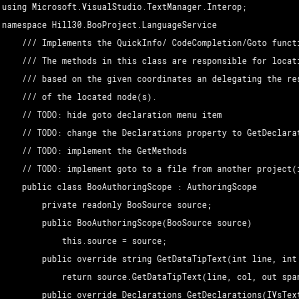 using Microsoft.VisualStudio.TextManager.Interop;
namespace Hill30.BooProject.LanguageService
/// Implements the QuickInfo/ CodeCompletion/Goto functi
/// The methods in this class are responsible for locati
/// based on the given coordinates an delegating the res
/// of the located node(s).
// TODO: hide goto declaration menu item
// TODO: change the Declarations property to GetDeclarat
// TODO: implement the GetMethods
// TODO: implement goto to a file from another project(i
public class BooAuthoringScope : AuthoringScope
private readonly BooSource source;
public BooAuthoringScope(BooSource source)
this.source = source;
public override string GetDataTipText(int line, int
return source.GetDataTipText(line, col, out span
public override Declarations GetDeclarations(IVsText